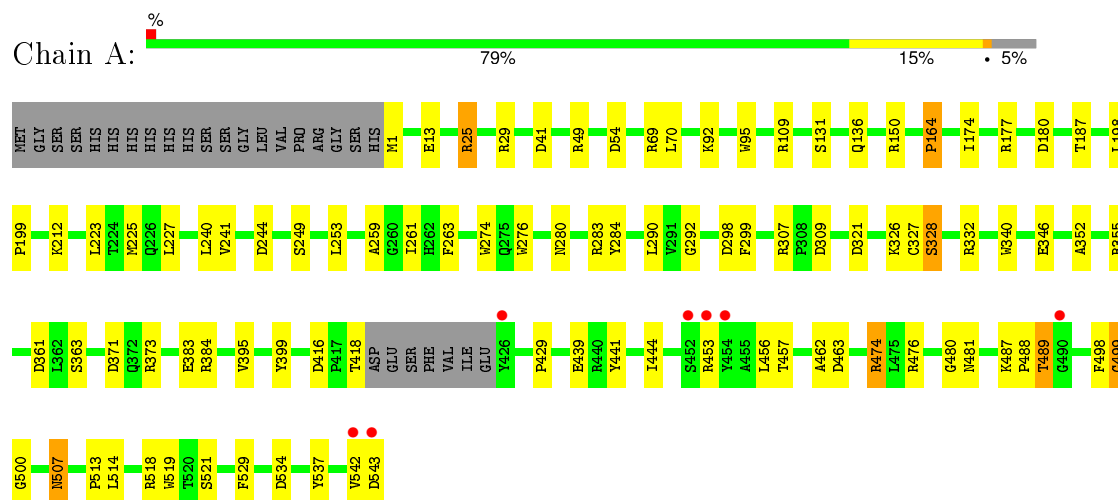 %
Chain A:
79% 15% • 5%
MET GLY SER SER HIS HIS HIS HIS HIS HIS SER SER GLY LEU VAL PRO ARG GLY SER HIS M1 E13 R25 R29 D41 R49 D54 R69 L70 K92 W95 R109 S131 Q136 R150 P164 I174 R177 D180 T187 L198
P199 K212 L223 T224 M225 Q226 L227 L240 V241 D244 S249 L253 A259 G260 I261 H262 F263 W274 Q275 W276 N280 R283 Y284 L290 V291 G292 D298 F299 R307 P308 D309 D321 K326 C327 S328 R332 W340 E346 A352
D361 L362 S363 D371 Q372 R373 E383 R384 V395 Y399 D416 P417 T418 ASP GLU SER PHE VAL ILE GLU Y426 P429 E439 R440 Y441 I444 S452 R453 Y454 A455 L456 T457 A462 D463 R474 L475 R476 G480 N481 K487 P488 T489 G490 F498
G500 N507 P513 L514 R518 W519 T520 S521 F529 D534 Y537 V542 D543